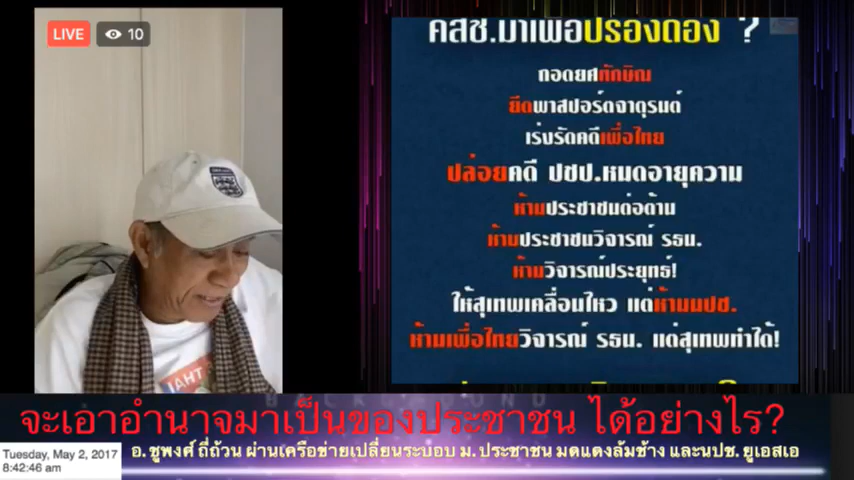 LIVE 10
คสช.มาเพื่อปรองดอง ?
ถอดยศทักษิณ
ยึดพาสปอร์ตจาตุรนต์
เร่งรัดคดีเพื่อไทย
ปล่อยคดี ปชป.หมดอายุความ
ห้ามประชาชนต่อต้าน
ห้ามประชาชนวิจารณ์ รธน.
ห้ามวิจารณ์ประยุทธ์!
ให้สุเทพเคลื่อนไหว แต่ห้ามนปช.
ห้ามเพื่อไทยวิจารณ์ รธน. แต่สุเทพทำได้!
THAI
จะเอาอำนาจมาเป็นของประชาชน ได้อย่างไร?
อ. ชูพงศ์ ถี่ถ้วน ผ่านเครือข่ายเปลี่ยนระบอบ ม. ประชาชน มดแดงล้มช้าง และนปช. ยูเอสเอ
Tuesday, May 2, 2017
8:42:46 am